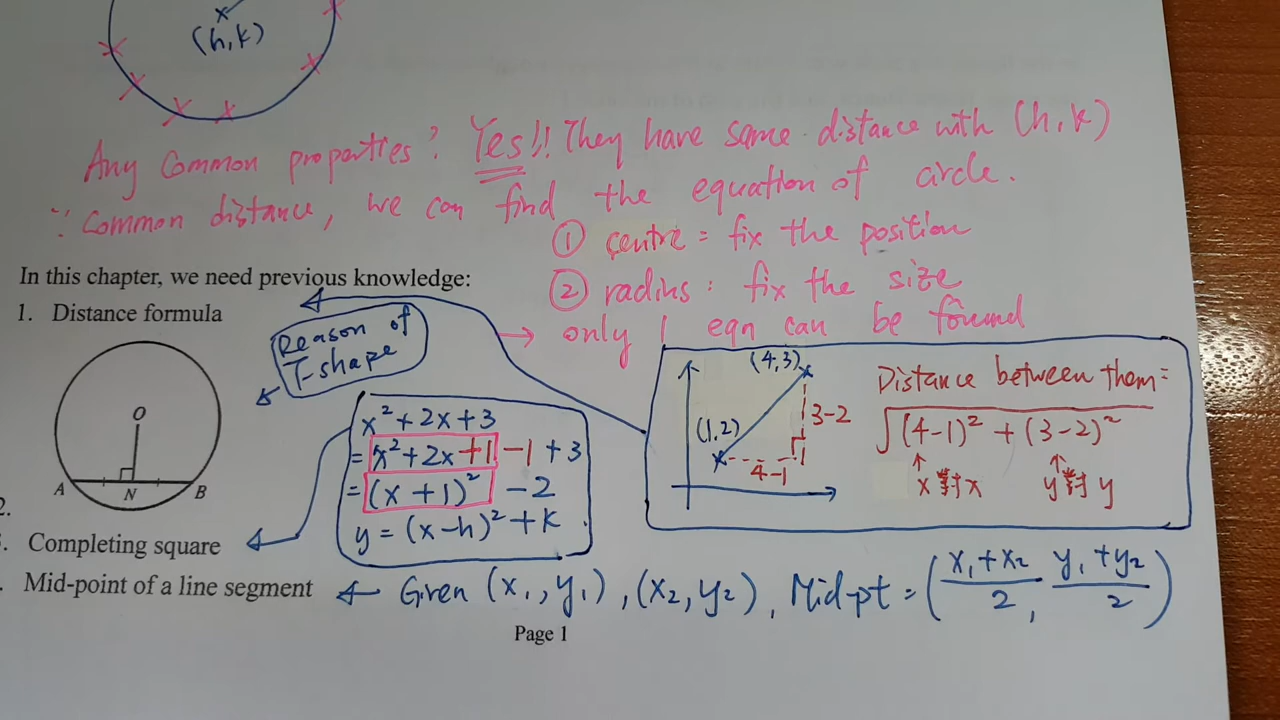 (h,k)
Any Common properties? Yes!! They have same distance with (h,k)
∵ Common distance, we can find the equation of circle.
① centre = fix the position
② radius : fix the size
→ only 1 eqn can be found
In this chapter, we need previous knowledge:
1. Distance formula
Reason of
T-shape
O
A
N
B
x²+2x+3
= x²+2x+1 -1 +3
= (x+1)² -2
y = (x-h)² + k
(4,3)
(1,2)
3-2
4-1
Distance between them =
√(4-1)² + (3-2)²
x 對 x
y 對 y
2.
. Completing square
. Mid-point of a line segment
Given (x₁,y₁), (x₂,y₂), Mid-pt = (x₁+x₂/2, y₁+y₂/2)
Page 1